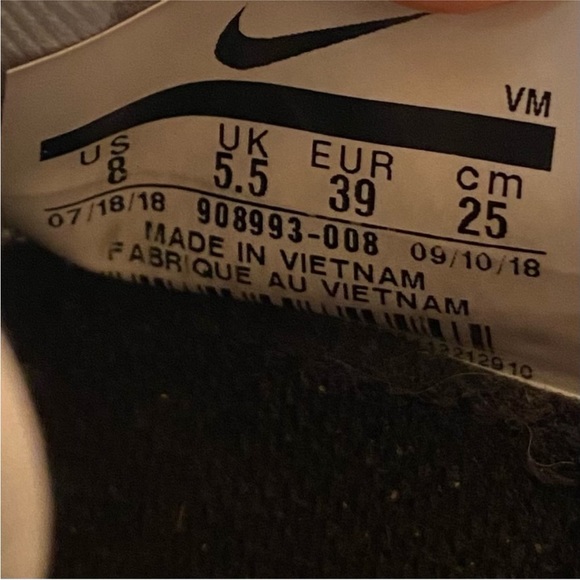 VM
US UK EUR cm
8 5.5 39 25
07/18/18 908993-008 09/10/18
MADE IN VIETNAM
FABRIQUE AU VIETNAM